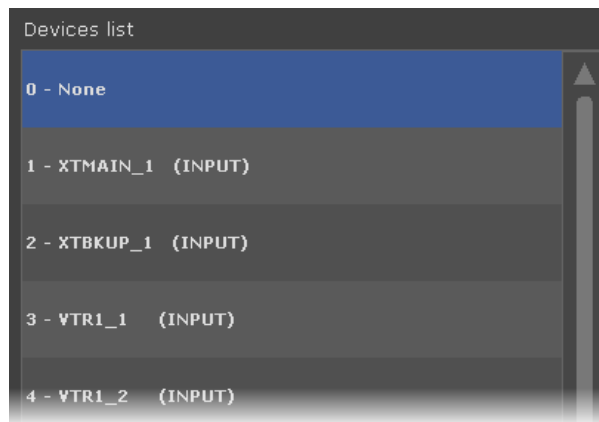 Devices list
0 - None
1 - XTMAIN_1 (INPUT)
2 - XTBKUP_1 (INPUT)
3 - VTR1_1 (INPUT)
4 - VTR1_2 (INPUT)